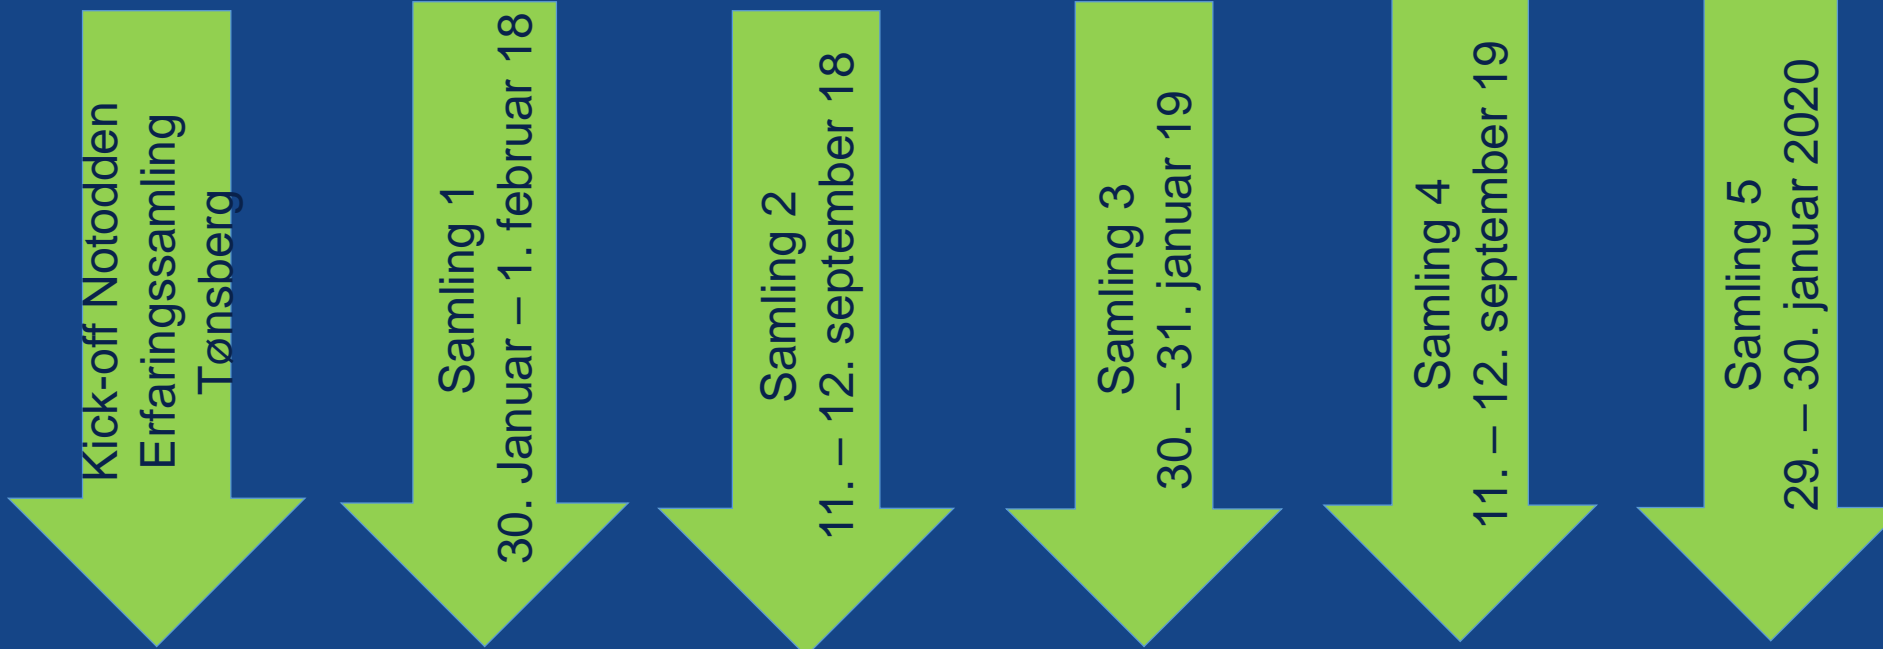 Kick-off Notodden
Erfaringssamling
Tønsberg
Samling 1
30. Januar – 1. februar 18
Samling 2
11. – 12. september 18
Samling 3
30. – 31. januar 19
Samling 4
11. – 12. september 19
Samling 5
29. – 30. januar 2020